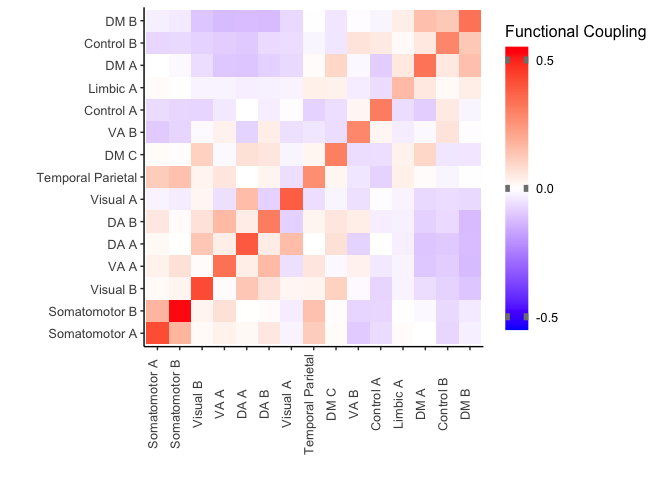 Functional Coupling
0.5
0.0
-0.5
DM B
Control B
DM A
Limbic A
Control A
VA B
DM C
Temporal Parietal
Visual A
DA B
DA A
VA A
Visual B
Somatomotor B
Somatomotor A
Somatomotor A
Somatomotor B
Visual B
VA A
DA A
DA B
Visual A
Temporal Parietal
DM C
VA B
Control A
Limbic A
DM A
Control B
DM B